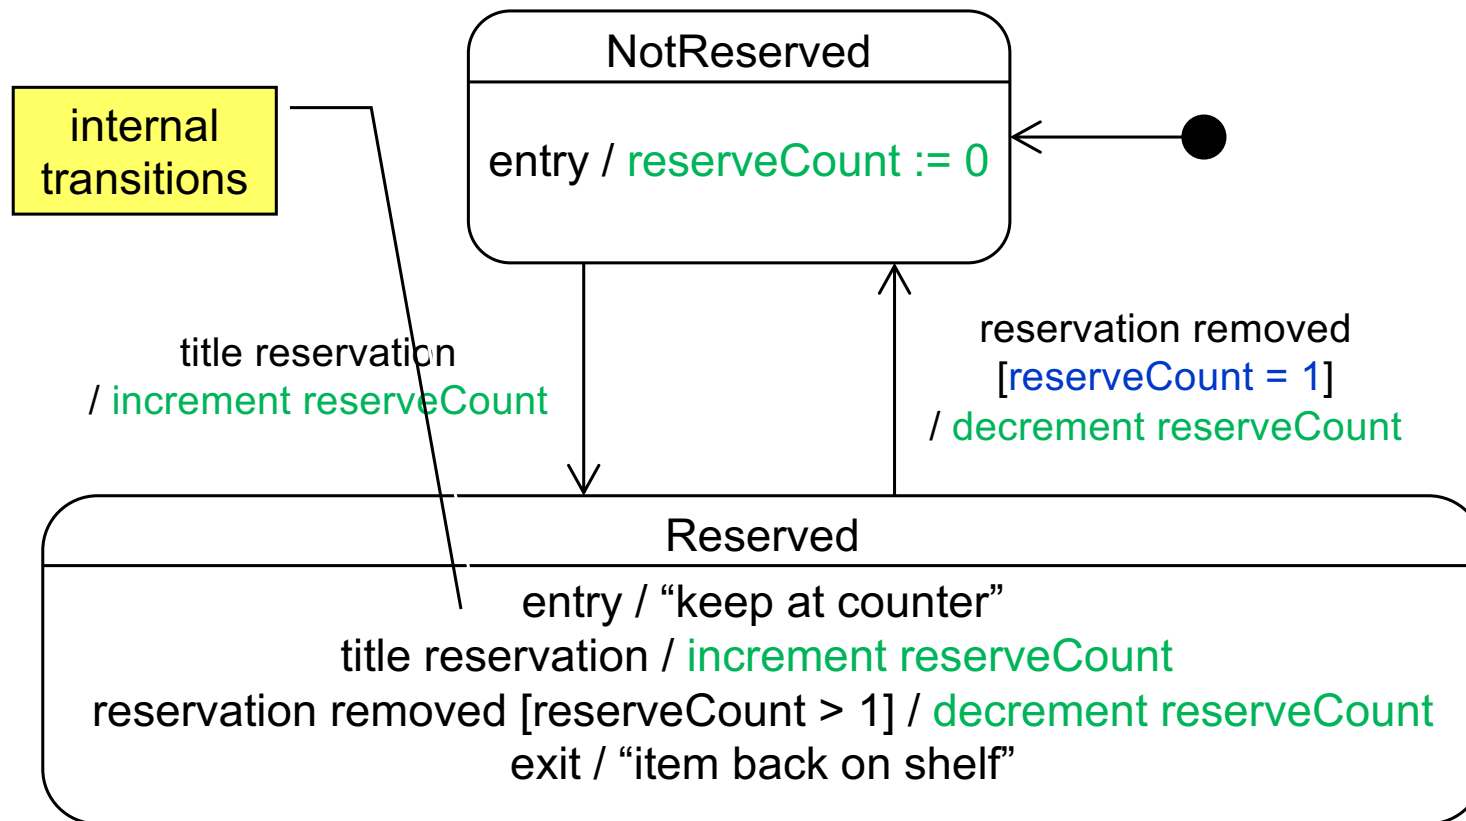 NotReserved
internal
transitions
entry / reserveCount := 0
title reservation
/ increment reserveCount
reservation removed
[reserveCount = 1]
/ decrement reserveCount
Reserved
entry / “keep at counter”
title reservation / increment reserveCount
reservation removed [reserveCount > 1] / decrement reserveCount
exit / “item back on shelf”